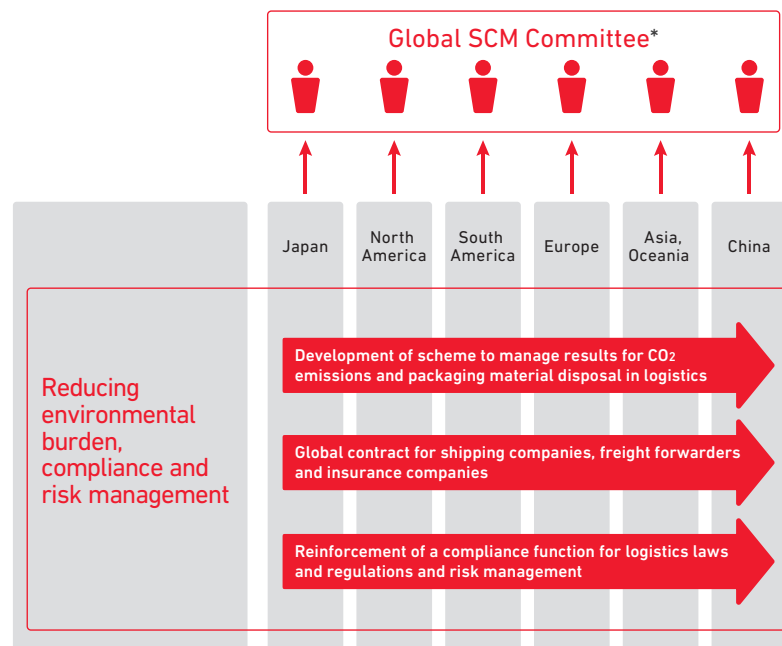 Global SCM Committee*
Japan
North
America
South
America
Europe
Asia,
Oceania
China
Reducing
environmental
burden,
compliance and
risk management
Development of scheme to manage results for CO₂
emissions and packaging material disposal in logistics
Global contract for shipping companies, freight forwarders
and insurance companies
Reinforcement of a compliance function for logistics laws
and regulations and risk management